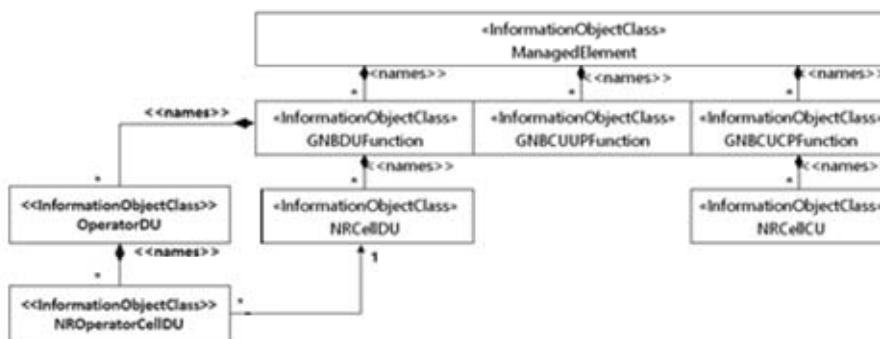 «InformationObjectClass»
ManagedElement
<<names>>
<<names>>
<<names>>
*
*
*
<<names>>
«InformationObjectClass»
GNBDUFunction
«InformationObjectClass»
GNBCUUPFunction
«InformationObjectClass»
GNBCUCPFunction
<<names>>
<<names>>
*
*
*
<<InformationObjectClass>>
OperatorDU
«InformationObjectClass»
NRCellDU
«InformationObjectClass»
NRCellCU
<<names>>
1
*
<<InformationObjectClass>>
NROperatorCellDU
*